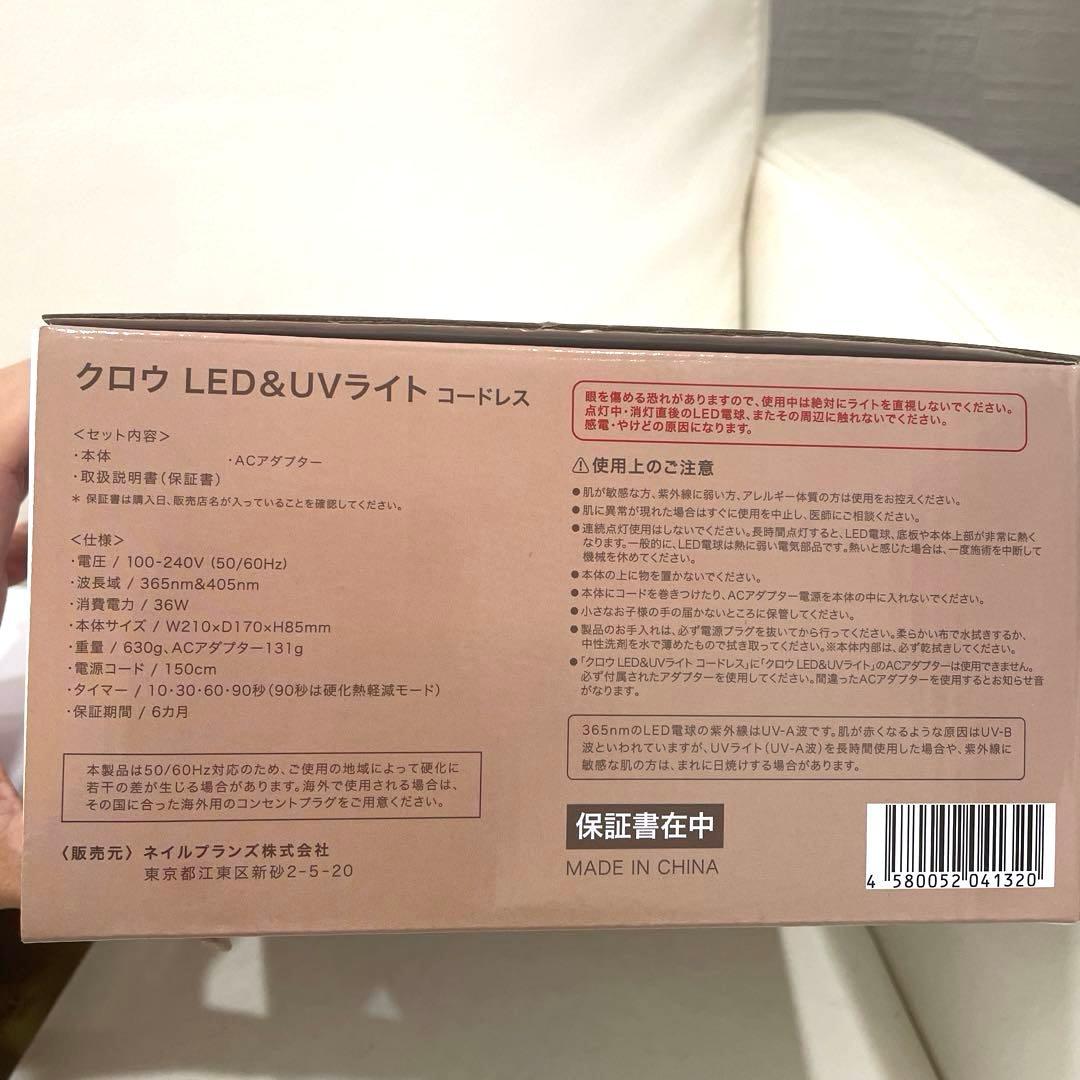 クロウ LED&UVライト コードレス
＜セット内容＞
・本体 ・ACアダプター
・取扱説明書(保証書)
＊ 保証書は購入日、販売店名が入っていることを確認してください。
＜仕様＞
・電圧 / 100-240V (50/60Hz)
・波長域 / 365nm&405nm
・消費電力 / 36W
・本体サイズ / W210×D170×H85mm
・重量 / 630g、ACアダプター131g
・電源コード / 150cm
・タイマー / 10・30・60・90秒(90秒は硬化熱軽減モード)
・保証期間 / 6カ月
本製品は50/60Hz対応のため、ご使用の地域によって硬化に
若干の差が生じる場合があります。海外で使用される場合は、
その国に合った海外用のコンセントプラグをご用意ください。
〈販売元〉ネイルプランズ株式会社
東京都江東区新砂2-5-20
眼を傷める恐れがありますので、使用中は絶対にライトを直視しないでください。
点灯中・消灯直後のLED電球、またその周辺に触れないでください。
感電・やけどの原因になります。
⚠使用上のご注意
●肌が敏感な方、紫外線に弱い方、アレルギー体質の方は使用をお控えください。
●肌に異常が現れた場合はすぐに使用を中止し、医師にご相談ください。
●連続点灯使用はしないでください。長時間点灯すると、LED電球、底板や本体上部が非常に熱く
なります。一般的に、LED電球は熱に弱い電気部品です。熱いと感じた場合は、一度施術を中断して
機械を休めてください。
●本体の上に物を置かないでください。
●本体にコードを巻きつけたり、ACアダプター電源を本体の中に入れないでください。
●小さなお子様の手の届かないところに保管してください。
●製品のお手入れは、必ず電源プラグを抜いてから行ってください。柔らかい布で水拭きするか、
中性洗剤を水で薄めたもので拭き取ってください。※本体内部は、必ず乾拭きしてください。
●「クロウ LED&UVライト コードレス」に「クロウ LED&UVライト」のACアダプターは使用できません。
必ず付属されたアダプターを使用してください。間違ったACアダプターを使用するとお知らせ音
がなります。
365nmのLED電球の紫外線はUV-A波です。肌が赤くなるような原因はUV-B
波といわれていますが、UVライト(UV-A波)を長時間使用した場合や、紫外線に
敏感な肌の方は、まれに日焼けする場合があります。
保証書在中
MADE IN CHINA
4 580052 041320